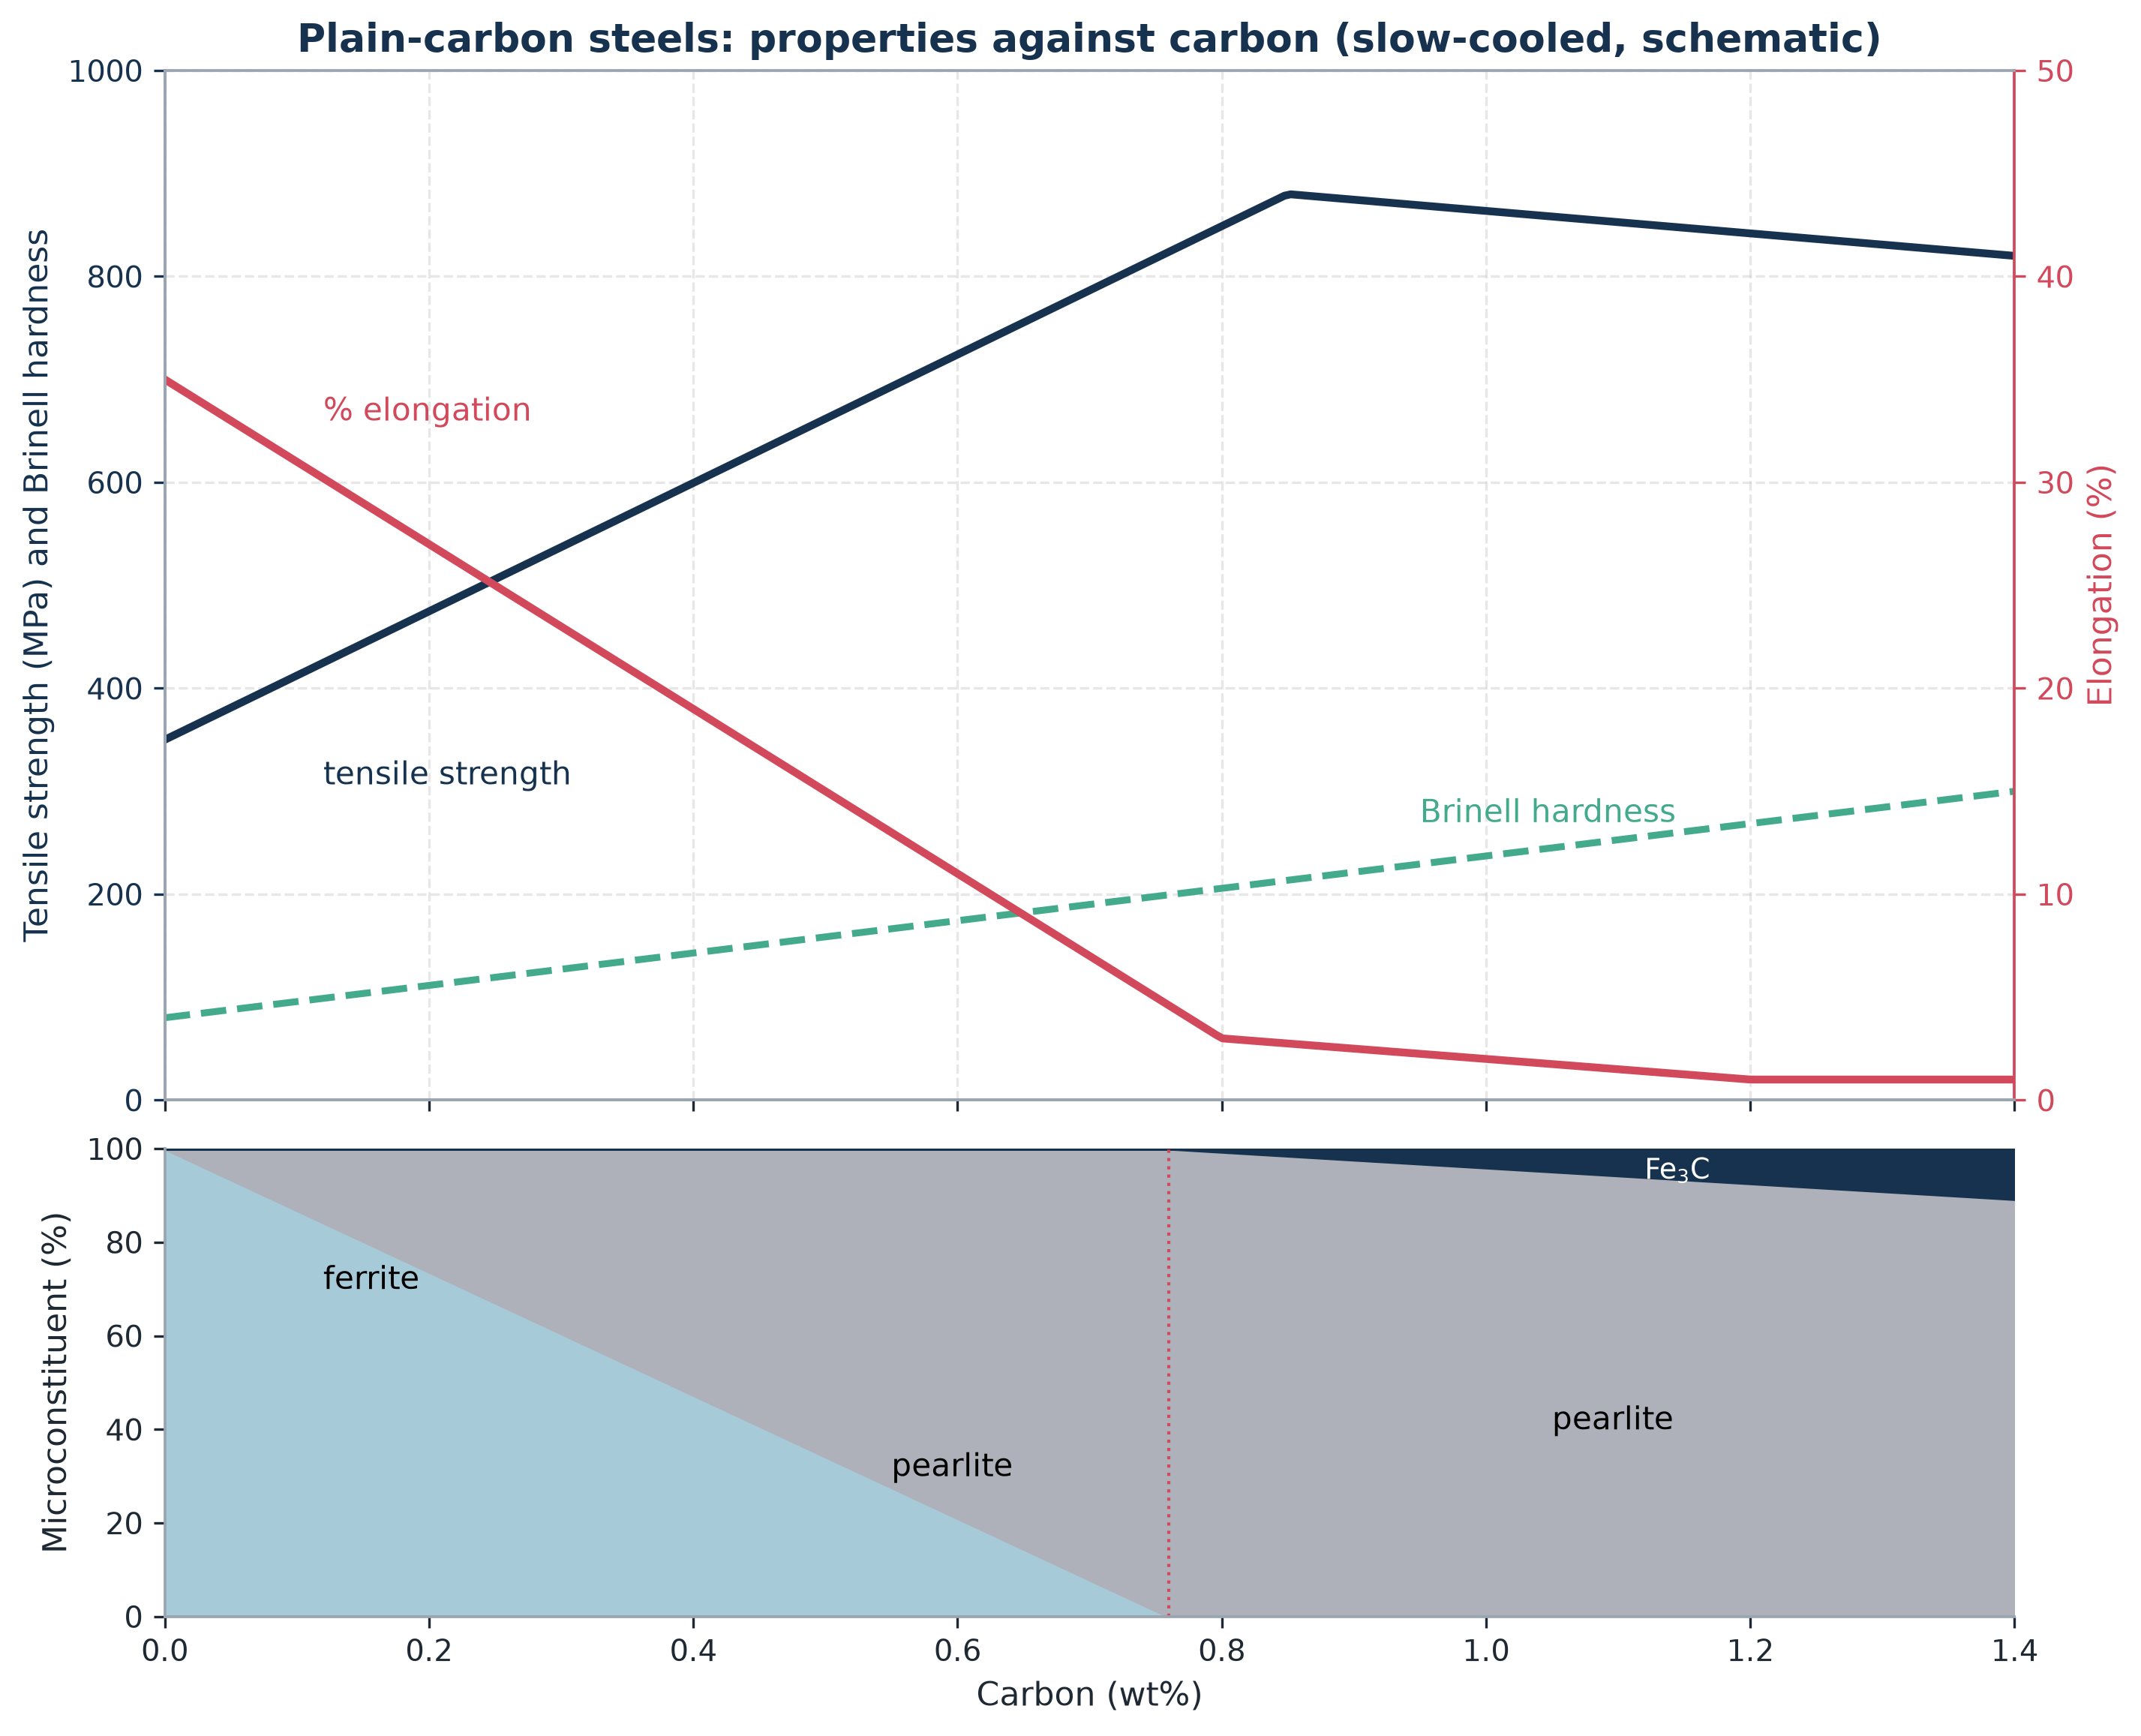 Plain-carbon steels: properties against carbon (slow-cooled, schematic)
Tensile strength (MPa) and Brinell hardness
1000
800
600
400
200
0
% elongation
tensile strength
Brinell hardness
50
40
30
20
10
0
Elongation (%)
Microconstituent (%)
100
80
60
40
20
0
Fe₃C
ferrite
pearlite
pearlite
0.0 0.2 0.4 0.6 0.8 1.0 1.2 1.4
Carbon (wt%)